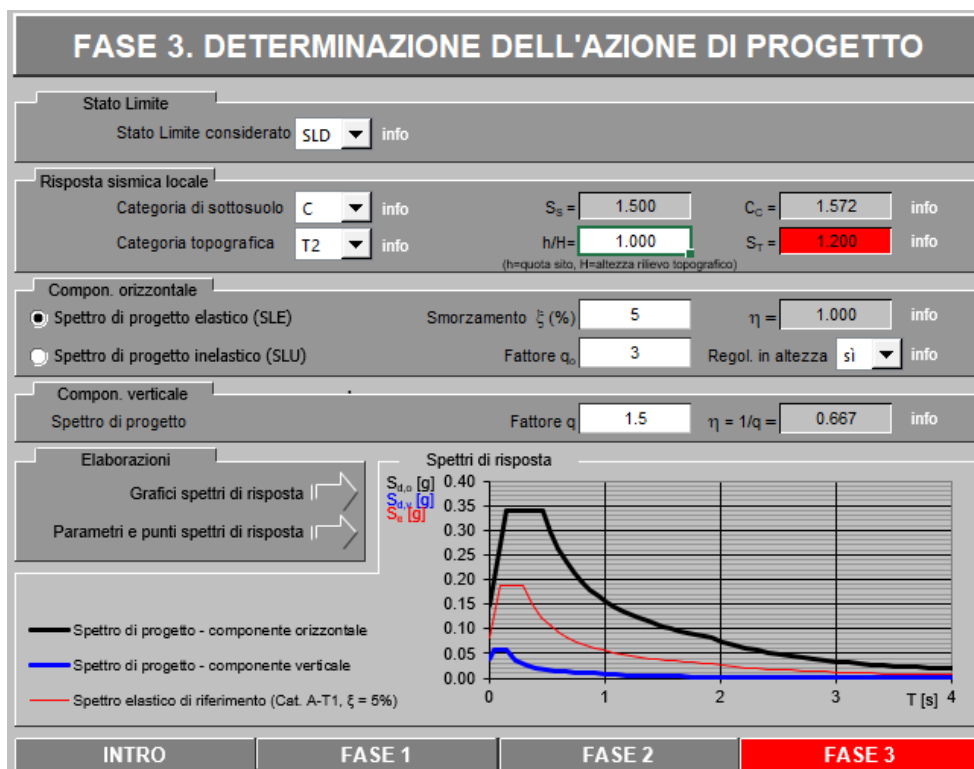 FASE 3. DETERMINAZIONE DELL'AZIONE DI PROGETTO
Stato Limite
Stato Limite considerato SLD info
Risposta sismica locale
Categoria di sottosuolo C info S_S = 1.500 C_C = 1.572 info
Categoria topografica T2 info h/H= 1.000 S_T = 1.200 info
(h=quota sito, H=altezza rilievo topografico)
Compon. orizzontale
Spettro di progetto elastico (SLE) Smorzamento ξ (%) 5 η = 1.000 info
Spettro di progetto inelastico (SLU) Fattore q_o 3 Regol. in altezza sì info
Compon. verticale
Spettro di progetto Fattore q 1.5 η = 1/q = 0.667 info
Elaborazioni
Grafici spettri di risposta
Parametri e punti spettri di risposta
Spettri di risposta
S_d,o [g]
S_d,v [g]
S_e [g]
0.40
0.35
0.30
0.25
0.20
0.15
0.10
0.05
0.00
0 1 2 3 T [s] 4
Spettro di progetto - componente orizzontale
Spettro di progetto - componente verticale
Spettro elastico di riferimento (Cat. A-T1, ξ = 5%)
INTRO FASE 1 FASE 2 FASE 3